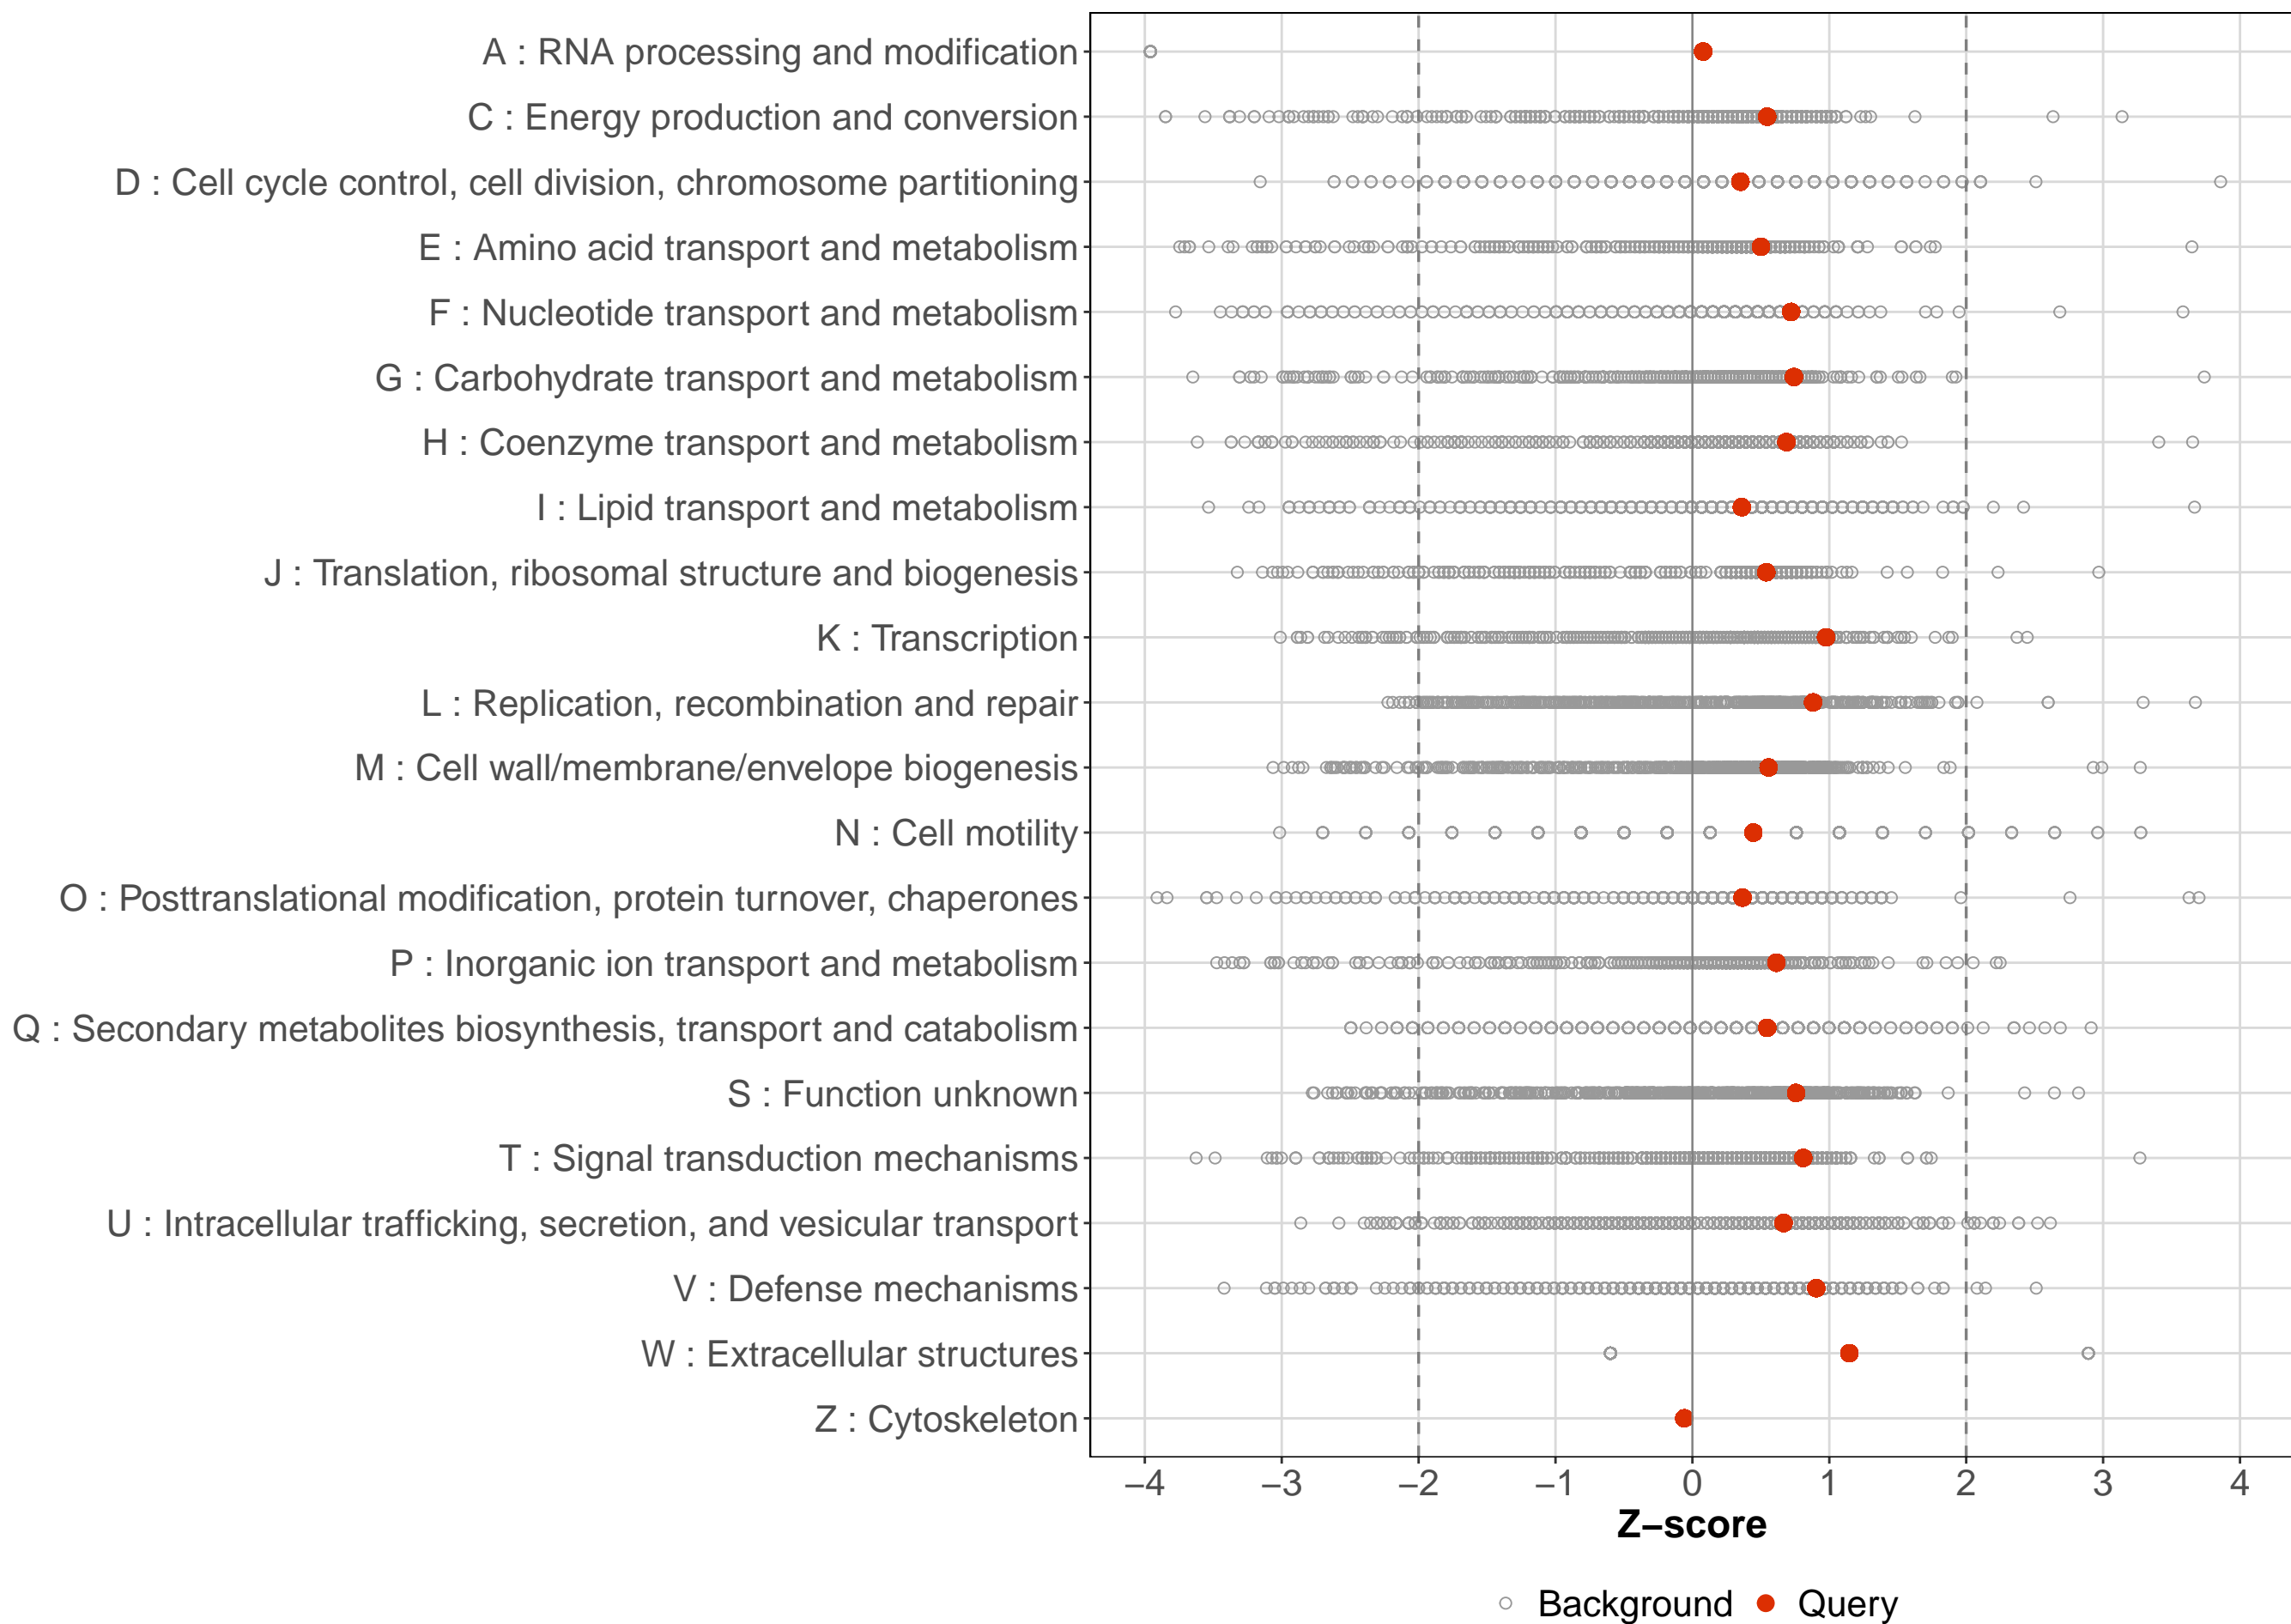 A : RNA processing and modification
C : Energy production and conversion
D : Cell cycle control, cell division, chromosome partitioning
E : Amino acid transport and metabolism
F : Nucleotide transport and metabolism
G : Carbohydrate transport and metabolism
H : Coenzyme transport and metabolism
I : Lipid transport and metabolism
J : Translation, ribosomal structure and biogenesis
K : Transcription
L : Replication, recombination and repair
M : Cell wall/membrane/envelope biogenesis
N : Cell motility
O : Posttranslational modification, protein turnover, chaperones
P : Inorganic ion transport and metabolism
Q : Secondary metabolites biosynthesis, transport and catabolism
S : Function unknown
T : Signal transduction mechanisms
U : Intracellular trafficking, secretion, and vesicular transport
V : Defense mechanisms
W : Extracellular structures
Z : Cytoskeleton
−4 −3 −2 −1 0 1 2 3 4
Z−score
Background Query